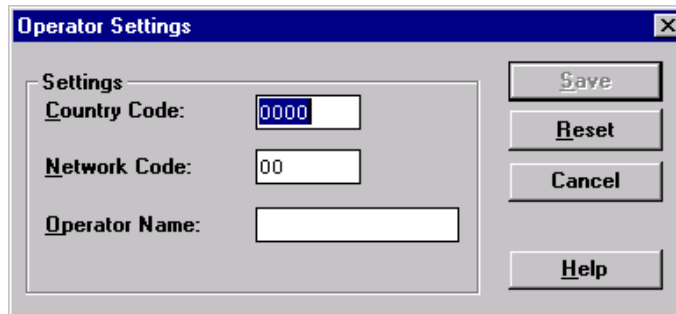 Operator Settings
Settings
Country Code: 0000
Network Code: 00
Operator Name:
Save
Reset
Cancel
Help